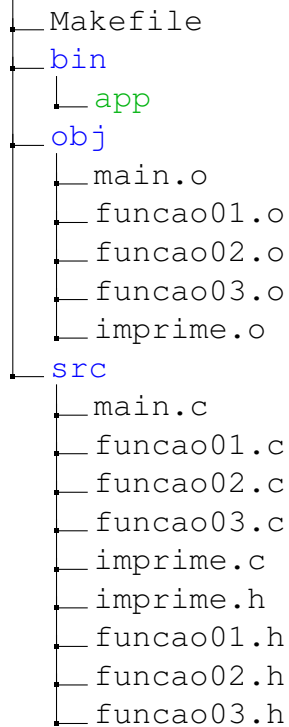 Makefile
bin
app
obj
main.o
funcao01.o
funcao02.o
funcao03.o
imprime.o
src
main.c
funcao01.c
funcao02.c
funcao03.c
imprime.c
imprime.h
funcao01.h
funcao02.h
funcao03.h